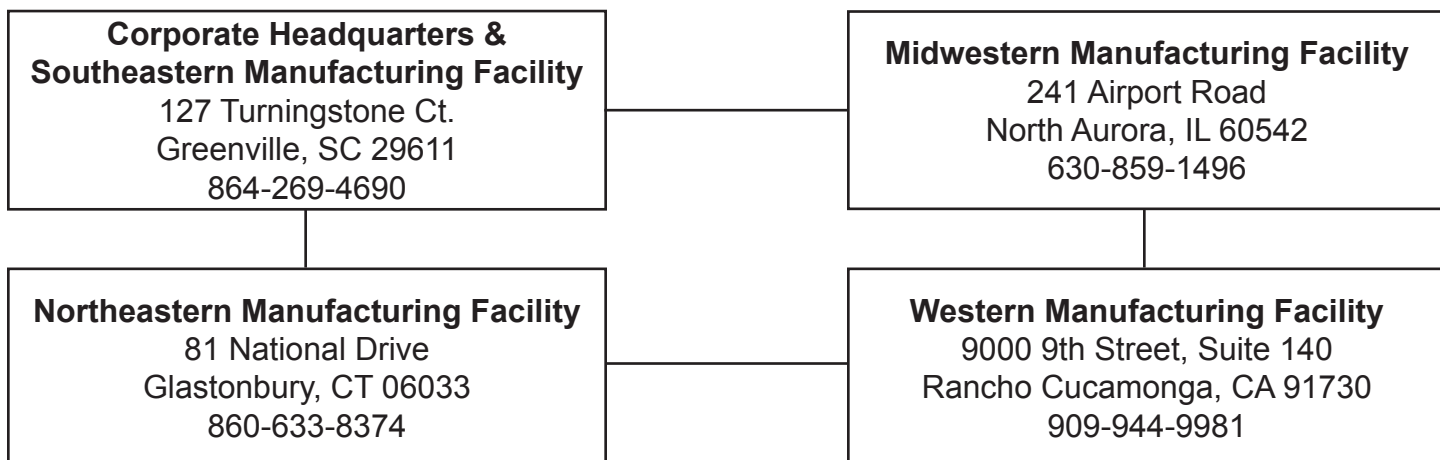 Corporate Headquarters &
Southeastern Manufacturing Facility
127 Turningstone Ct.
Greenville, SC 29611
864-269-4690
Midwestern Manufacturing Facility
241 Airport Road
North Aurora, IL 60542
630-859-1496
Northeastern Manufacturing Facility
81 National Drive
Glastonbury, CT 06033
860-633-8374
Western Manufacturing Facility
9000 9th Street, Suite 140
Rancho Cucamonga, CA 91730
909-944-9981